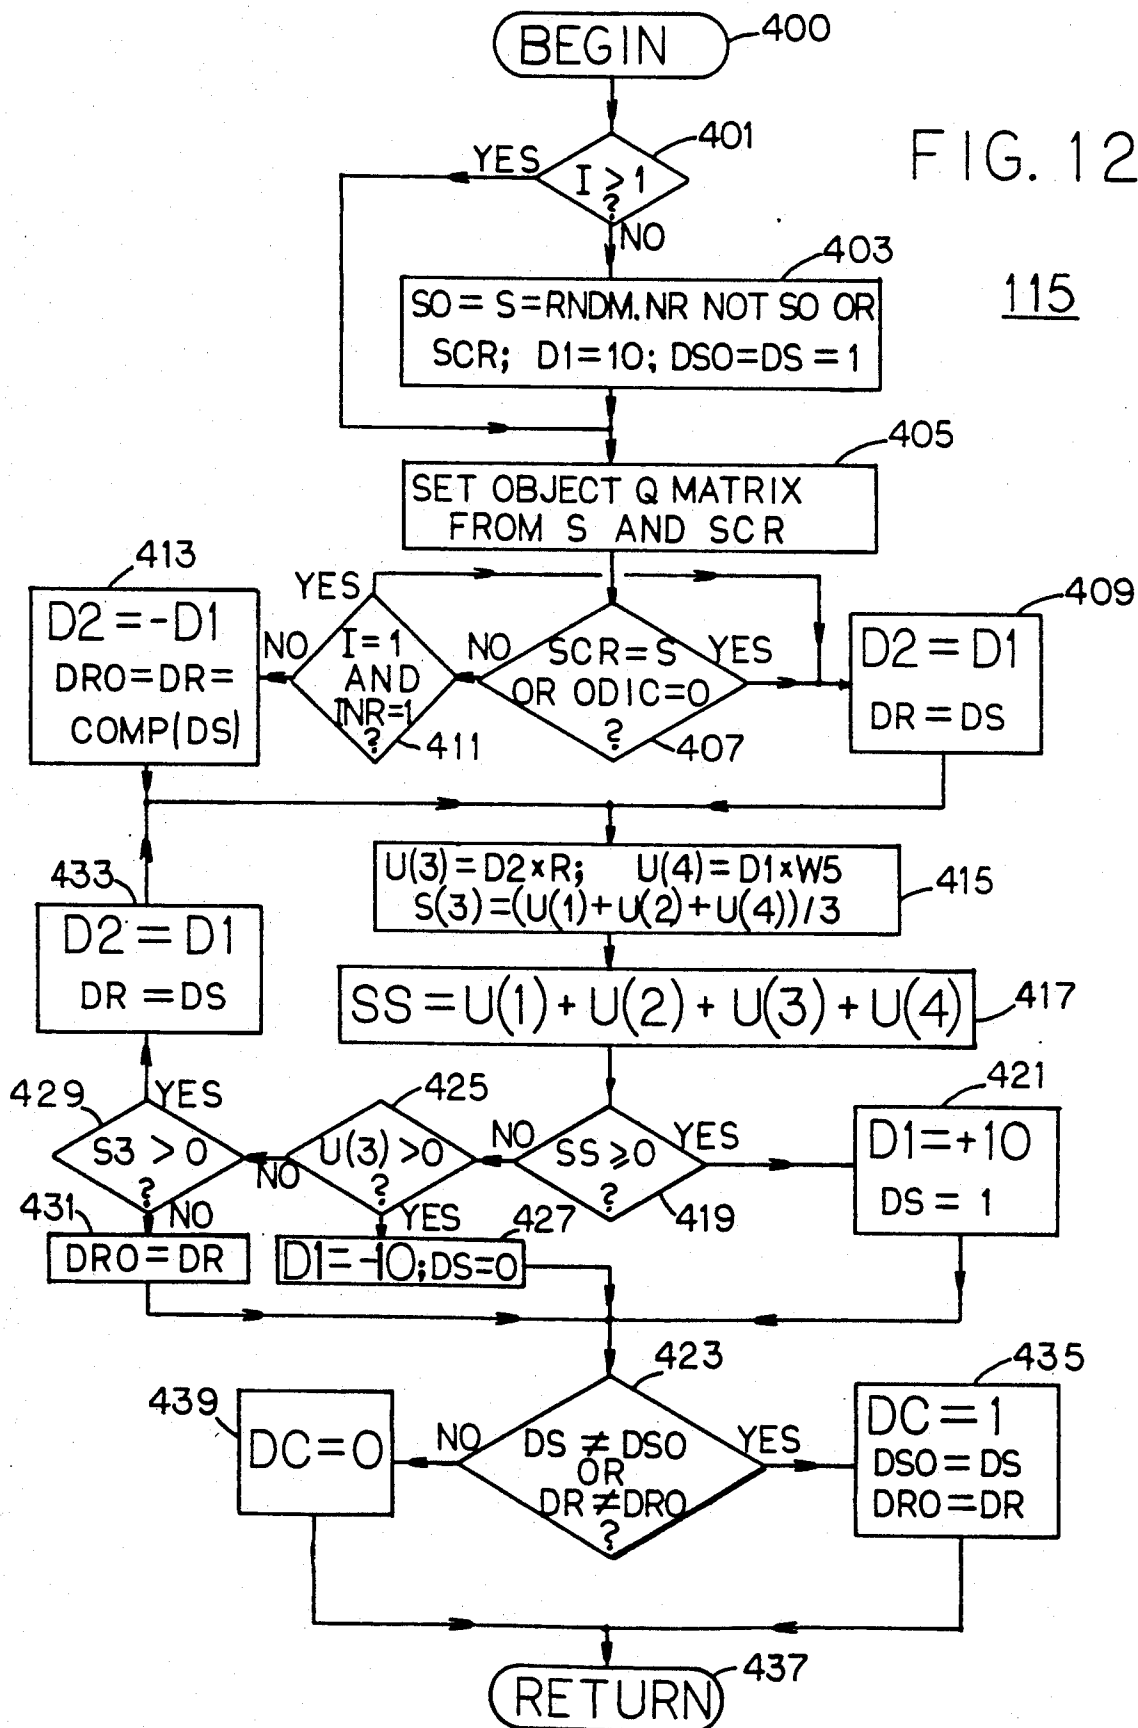 BEGIN
400
FIG. 12
401
YES
I > 1
?
NO
403
115
SO = S=RNDM.NR NOT SO OR
SCR; D1=10; DSO=DS=1
405
SET OBJECT Q MATRIX
FROM S AND SCR
413
D2=-D1
DRO=DR=
COMP(DS)
YES
NO
I=1
AND
INR=1
?
411
NO
SCR=S
OR ODIC=0
?
YES
407
409
D2=D1
DR=DS
U(3)=D2×R; U(4)=D1×W5
S(3)=(U(1)+U(2)+U(4))/3
415
433
D2=D1
DR=DS
SS=U(1)+U(2)+U(3)+U(4)
417
429
YES
S3 > 0
?
NO
425
U(3)>0
?
NO
YES
NO
SS ≥ 0
?
YES
419
421
D1=+10
DS = 1
431
DRO=DR
427
D1=-10;DS=0
423
DS ≠ DSO
OR
DR ≠ DRO
?
NO
YES
439
DC=0
435
DC=1
DSO=DS
DRO=DR
437
RETURN